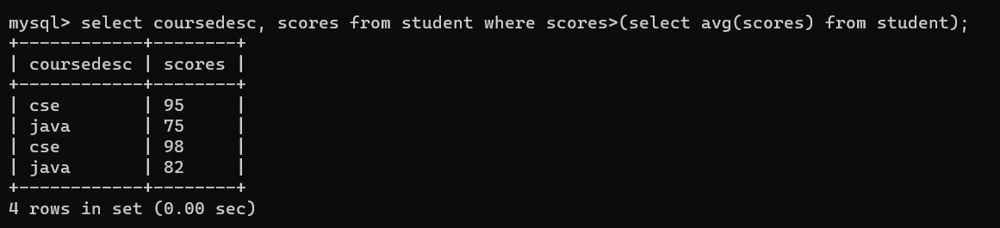 mysql> select coursedesc, scores from student where scores>(select avg(scores) from student);
+------------+--------+
| coursedesc | scores |
+------------+--------+
| cse        | 95     |
| java       | 75     |
| cse        | 98     |
| java       | 82     |
+------------+--------+
4 rows in set (0.00 sec)